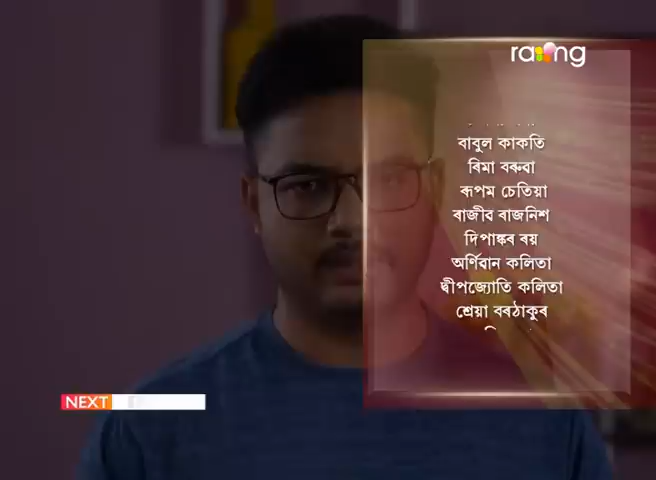 rang
বাবুল কাকতি
ৰিমা বৰুৱা
ৰূপম চেতিয়া
ৰাজীৱ ৰাজনিশ
দিপাঙ্কৰ ৰয়
অৰ্ণিৱান কলিতা
দ্বীপজ্যোতি কলিতা
শ্ৰেয়া বৰঠাকুৰ
NEXT